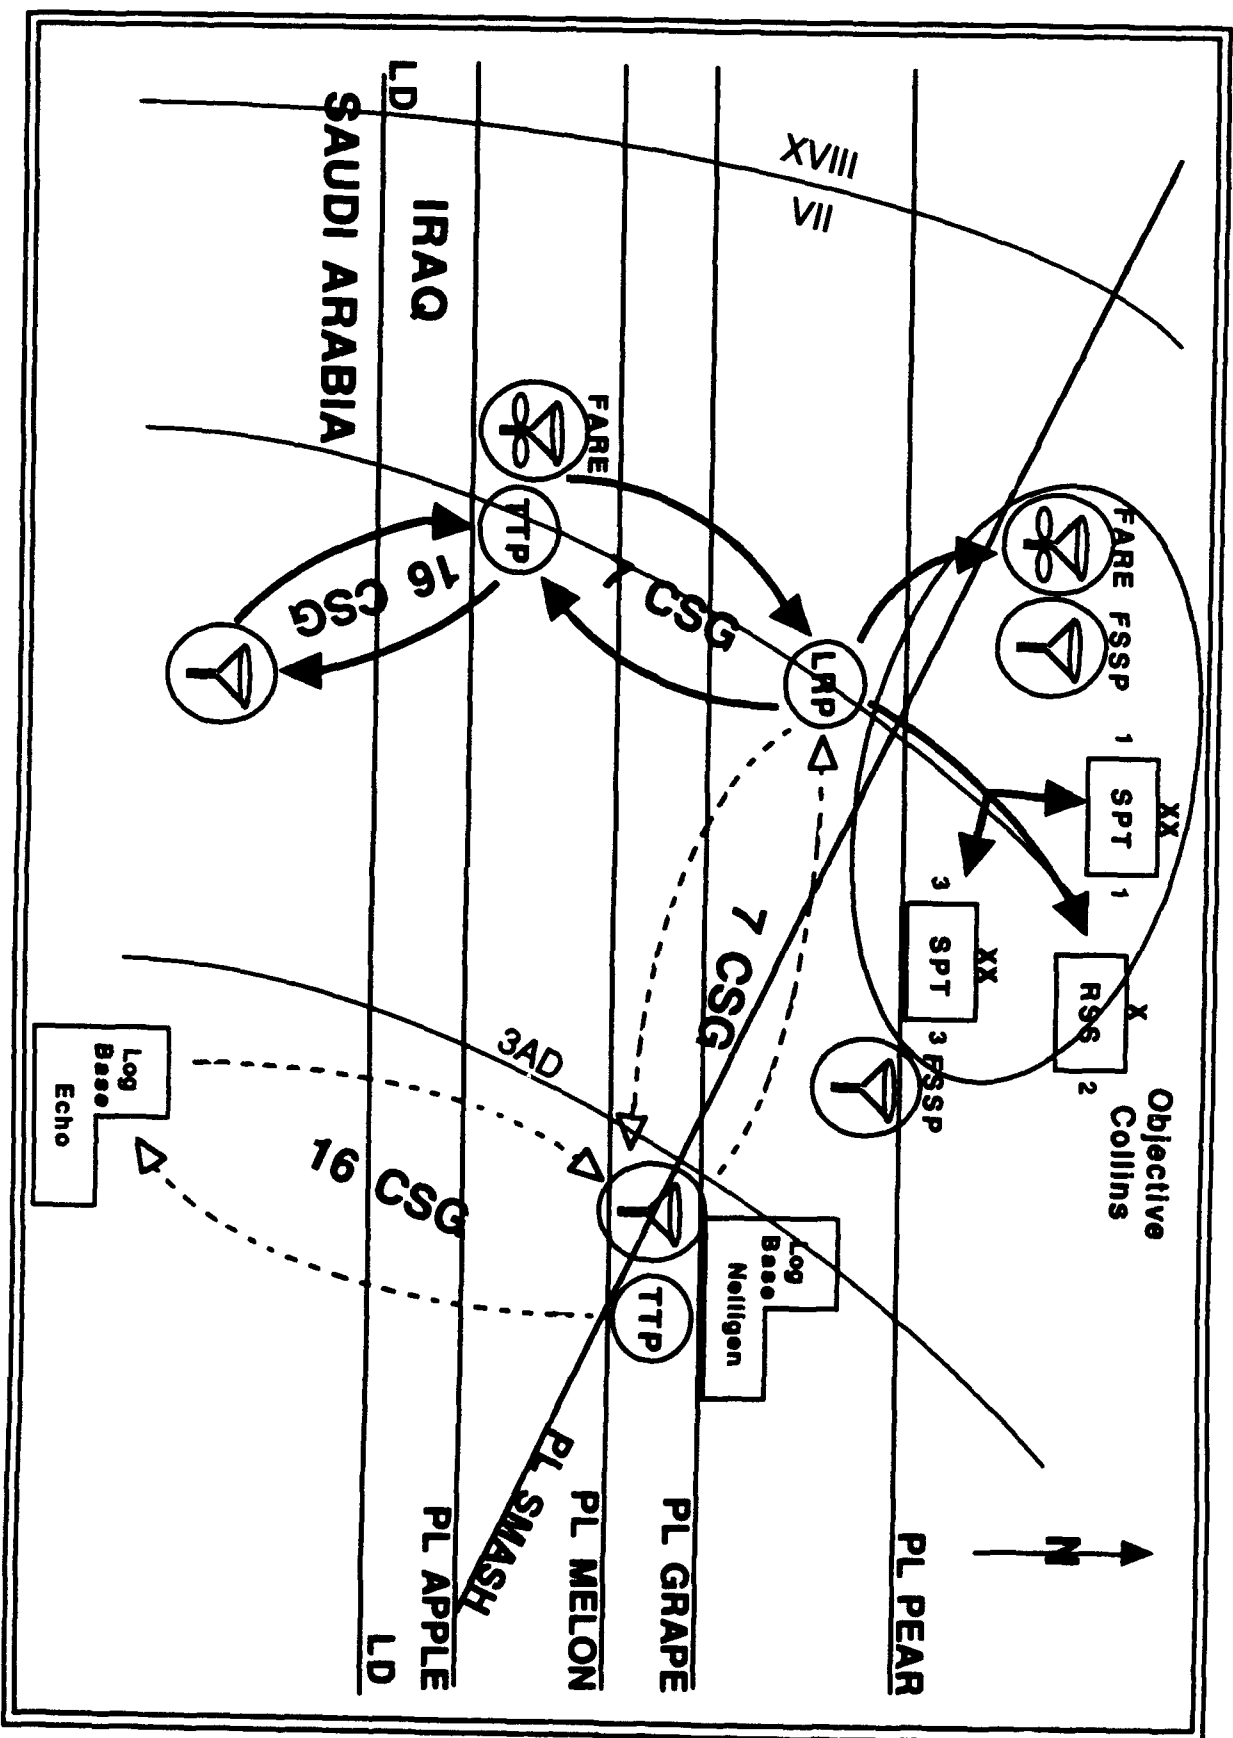 XVIII
VII
LD
SAUDI ARABIA
IRAQ
FARE
TTP
16 CSG
7 CSG
LRP
FARE
FSSP
1
XX
SPT
1
3
XX
SPT
3
X
RSG
2
FSSP
Objective
Collins
7 CSG
3AD
Log
Base
Echo
16 CSG
TTP
Log
Base
Nelligen
N
PL PEAR
PL GRAPE
PL MELON
PL SMASH
PL APPLE
LD